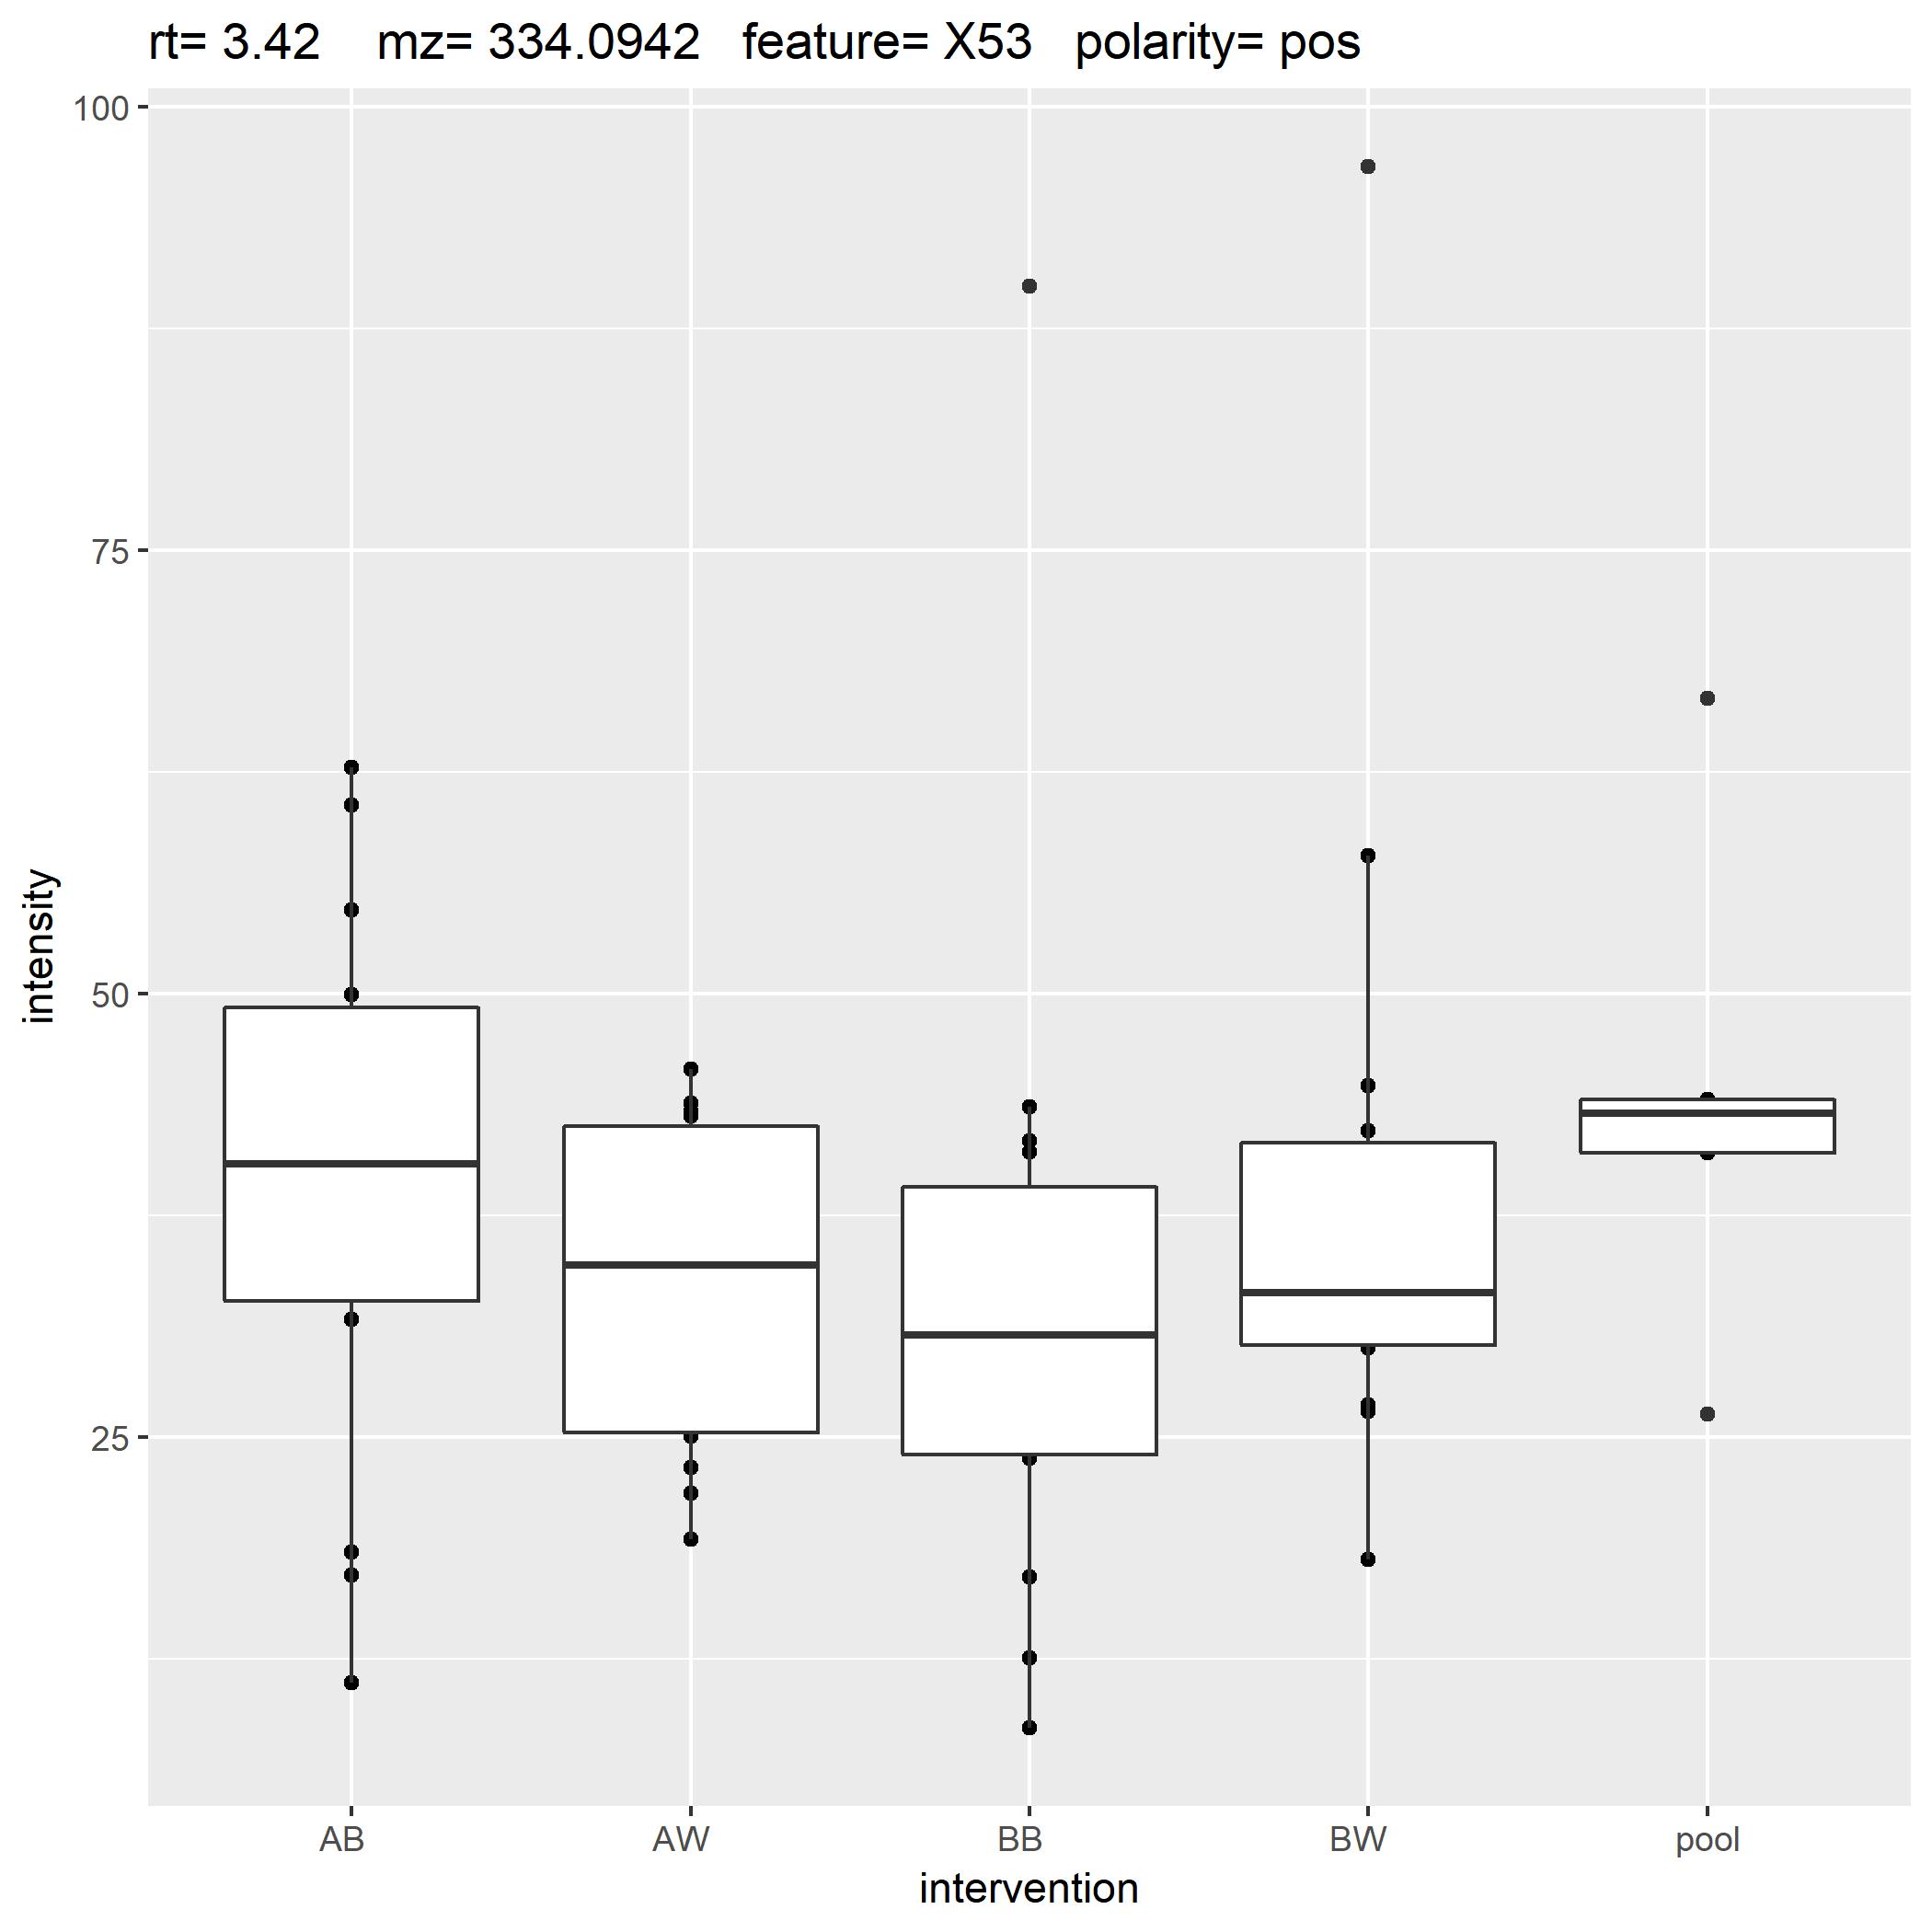 rt= 3.42 mz= 334.0942 feature= X53 polarity= pos
100
75
50
25
intensity
AB AW BB BW pool
intervention